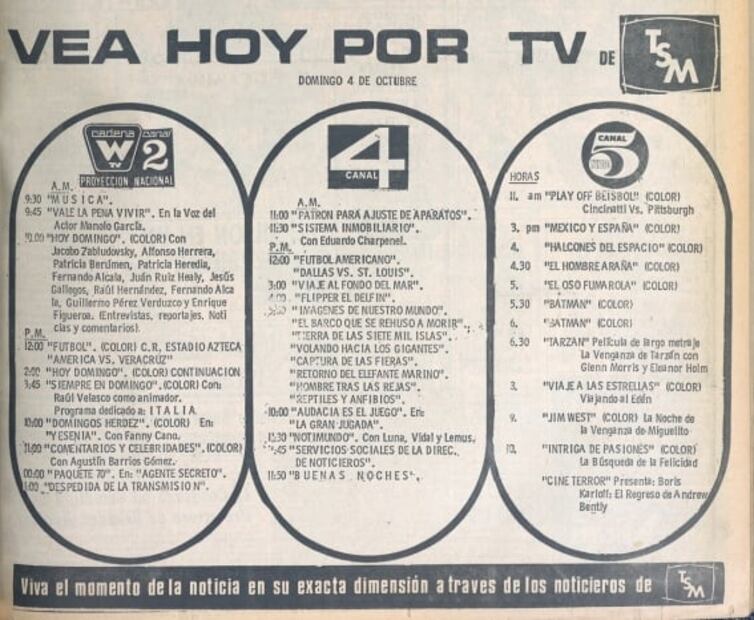 VEA HOY POR TV DE TSM
DOMINGO 4 DE OCTUBRE
cadena canal
W 2
TV
PROYECCION NACIONAL
A.M.
9:30 "MUSICA".
9:45 "VALE LA PENA VIVIR". En la Voz del
Actor Manolo García.
10:00 "HOY DOMINGO". (COLOR) Con
Jacobo Zabludovsky, Alfonso Herrera,
Patricia Berumen, Patricia Heredia,
Fernando Alcala, Juán Ruiz Healy, Jesús
Gallegos, Raúl Hernández, Fernando Alca
la, Guillermo Pérez Verduzco y Enrique
Figueroa. (Entrevistas, reportajes. Noti
cias y comentarios).
P.M.
12:00 "FUTBOL". (COLOR) C.R, ESTADIO AZTECA
"AMERICA VS. VERACRUZ"
2:00 "HOY DOMINGO". (COLOR) CONTINUACION
"SIEMPRE EN DOMINGO". (COLOR) Con:
Raúl Velasco como animador.
Programa dedicado a: ITALIA.
10:00 "DOMINGOS HERDEZ". (COLOR) En:
"YESENIA". Con Fanny Cano.
11:00 "COMENTARIOS Y CELEBRIDADES". (COLOR)
Con Agustín Barrios Gómez.
00:00 "PAQUETE 70". En: "AGENTE SECRETO".
1:00 "DESPEDIDA DE LA TRANSMISION".
4
CANAL
A.M.
11:00 "PATRON PARA AJUSTE DE APARATOS".
11:30 "SISTEMA INMOBILIARIO".
Con Eduardo Charpenel.
P.M.
12:00 "FUTBOL AMERICANO".
"DALLAS VS. ST. LOUIS".
3:00 "VIAJE AL FONDO DEL MAR".
4:00 "FLIPPER EL DELFIN".
"IMAGENES DE NUESTRO MUNDO".
"EL BARCO QUE SE REHUSO A MORIR".
"TIERRA DE LAS SIETE MIL ISLAS".
"VOLANDO HACIA LOS GIGANTES".
"CAPTURA DE LAS FIERAS".
"RETORNO DEL ELEFANTE MARINO".
"HOMBRE TRAS LAS REJAS".
"REPTILES Y ANFIBIOS".
10:00 "AUDACIA ES EL JUEGO". En:
"LA GRAN JUGADA".
"NOTIMUNDO". Con Luna, Vidal y Lemus.
"SERVICIOS SOCIALES DE LA DIREC.
DE NOTICIEROS".
11:50 "BUENAS NOCHES".
CANAL
5
HORAS
11. am "PLAY OFF BEISBOL" (COLOR)
Cincinatti Vs. Pittsburgh
3. pm "MEXICO Y ESPAÑA" (COLOR)
4. "HALCONES DEL ESPACIO" (COLOR)
4.30 "EL HOMBRE ARAÑA" (COLOR)
5. "EL OSO FUMAROLA" (COLOR)
5.30 "BATMAN" (COLOR)
6. "BATMAN" (COLOR)
6.30 "TARZAN" Película de largo metraje
La Venganza de Tarzán con
Glenn Morris y Eleanor Holm
"VIAJE A LAS ESTRELLAS" (COLOR)
Viajando al Edén
9. "JIM WEST" (COLOR) La Noche de
la Venganza de Miguelito
10. "INTRIGA DE PASIONES" (COLOR)
La Búsqueda de la Felicidad
"CINE TERROR" Presenta: Boris
Karloff: El Regreso de Andrew
Bently
Viva el momento de la noticia en su exacta dimensión a traves de los noticieros de TSM